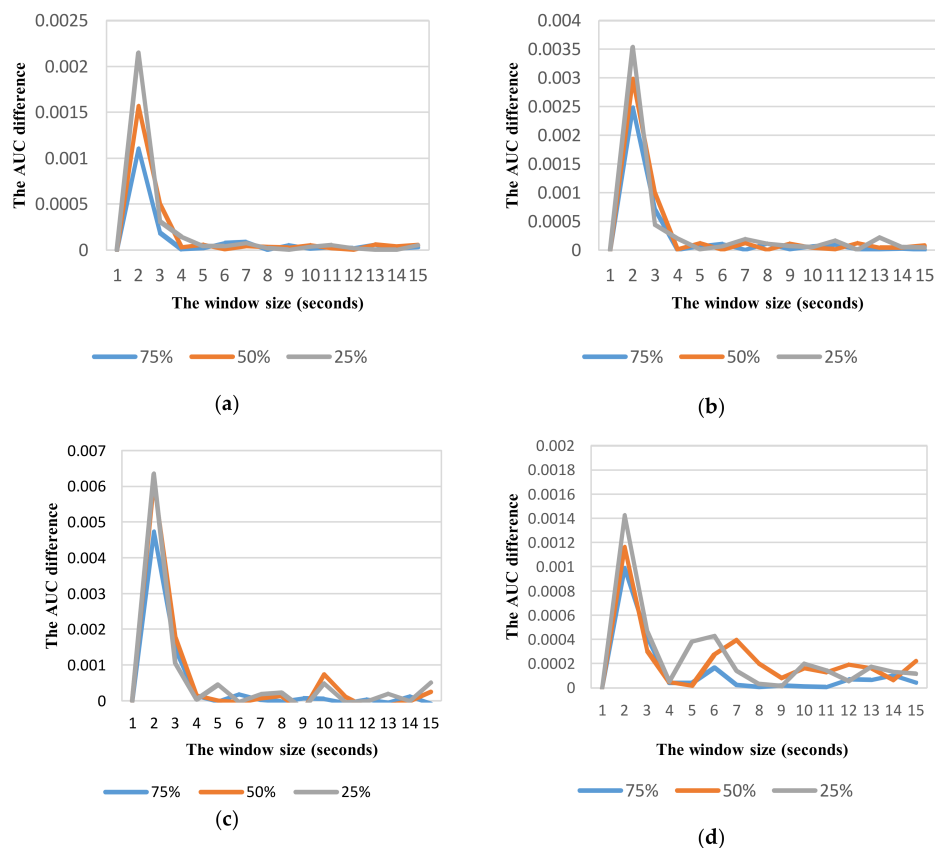 0.0025
0.002
0.0015
0.001
0.0005
0
The AUC difference
1 2 3 4 5 6 7 8 9 10 11 12 13 14 15
The window size (seconds)
75% 50% 25%
(a)
0.004
0.0035
0.003
0.0025
0.002
0.0015
0.001
0.0005
0
The AUC difference
1 2 3 4 5 6 7 8 9 10 11 12 13 14 15
The window size (seconds)
75% 50% 25%
(b)
0.007
0.006
0.005
0.004
0.003
0.002
0.001
0
The AUC difference
1 2 3 4 5 6 7 8 9 10 11 12 13 14 15
The window size (seconds)
75% 50% 25%
(c)
0.002
0.0018
0.0016
0.0014
0.0012
0.001
0.0008
0.0006
0.0004
0.0002
0
The AUC difference
1 2 3 4 5 6 7 8 9 10 11 12 13 14 15
The window size (seconds)
75% 50% 25%
(d)